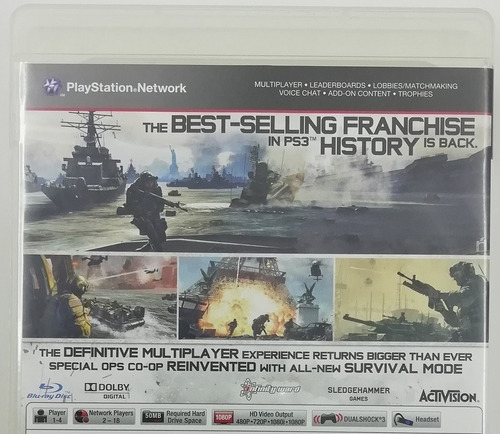 PlayStation®Network
MULTIPLAYER • LEADERBOARDS • LOBBIES/MATCHMAKING
VOICE CHAT • ADD-ON CONTENT • TROPHIES
THE BEST-SELLING FRANCHISE
IN PS3™ HISTORY IS BACK.
THE DEFINITIVE MULTIPLAYER EXPERIENCE RETURNS BIGGER THAN EVER
SPECIAL OPS CO-OP REINVENTED WITH ALL-NEW SURVIVAL MODE
Blu-ray Disc
DOLBY
DIGITAL
infinity ward
SLEDGEHAMMER
GAMES
ACTIVISION
Player
1-4
Network Players
2 – 18
50MB
Required Hard
Drive Space
1080P
HD Video Output
480P•720P•1080i•1080P
DUALSHOCK®3
Headset